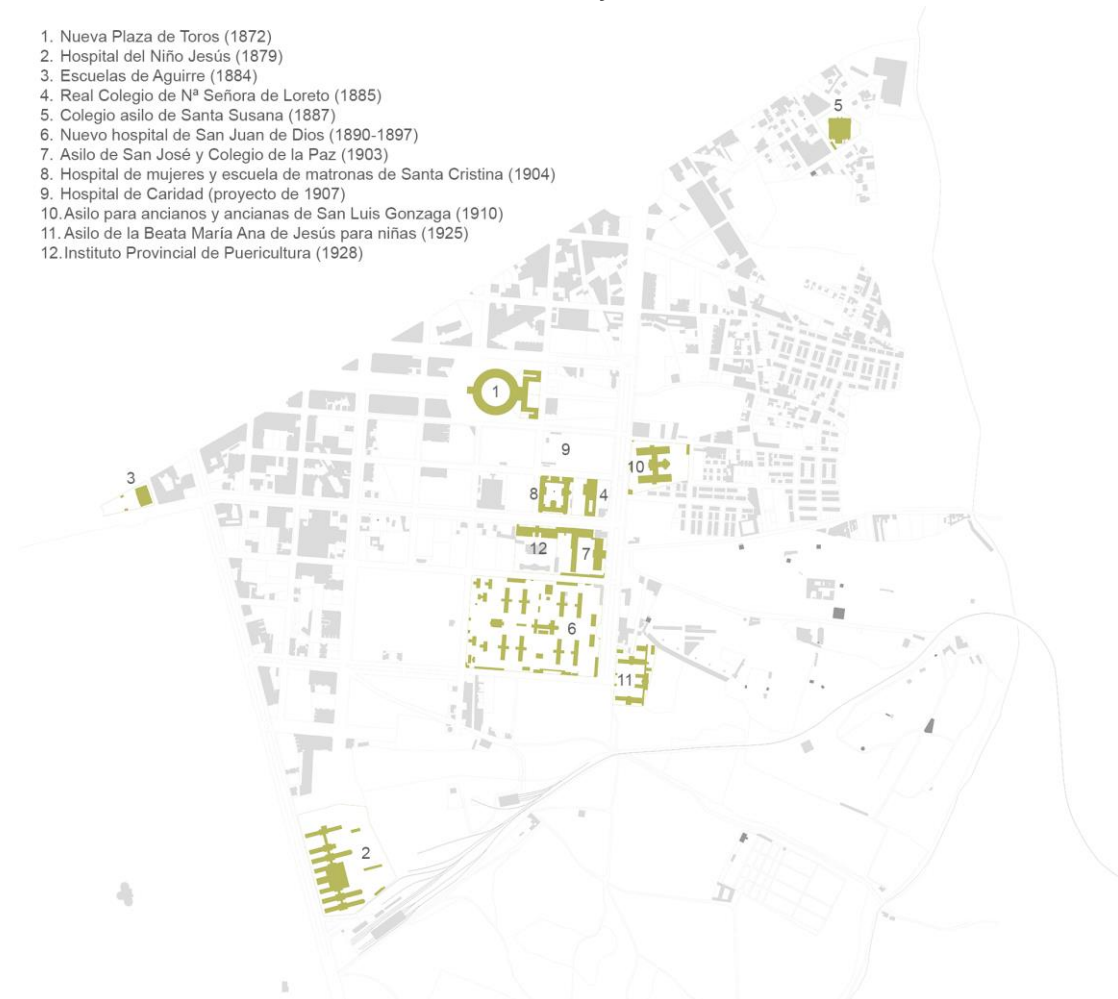 1. Nueva Plaza de Toros (1872)
2. Hospital del Niño Jesús (1879)
3. Escuelas de Aguirre (1884)
4. Real Colegio de Nª Señora de Loreto (1885)
5. Colegio asilo de Santa Susana (1887)
6. Nuevo hospital de San Juan de Dios (1890-1897)
7. Asilo de San José y Colegio de la Paz (1903)
8. Hospital de mujeres y escuela de matronas de Santa Cristina (1904)
9. Hospital de Caridad (proyecto de 1907)
10. Asilo para ancianos y ancianas de San Luis Gonzaga (1910)
11. Asilo de la Beata María Ana de Jesús para niñas (1925)
12. Instituto Provincial de Puericultura (1928)
5
1
9
10
3
8
4
12
7
6
11
2